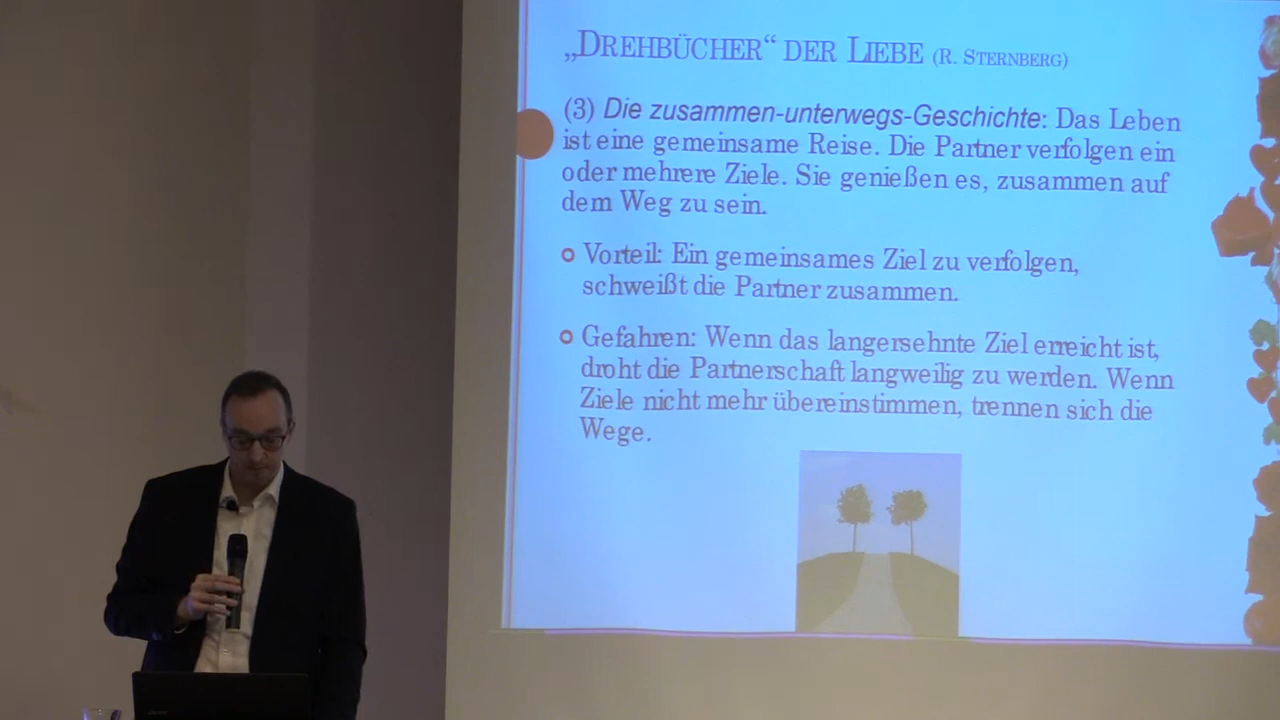 „DREHBÜCHER“ DER LIEBE (R. STERNBERG)
(3) Die zusammen-unterwegs-Geschichte: Das Leben
ist eine gemeinsame Reise. Die Partner verfolgen ein
oder mehrere Ziele. Sie genießen es, zusammen auf
dem Weg zu sein.
Vorteil: Ein gemeinsames Ziel zu verfolgen,
schweißt die Partner zusammen.
Gefahren: Wenn das langersehnte Ziel erreicht ist,
droht die Partnerschaft langweilig zu werden. Wenn
Ziele nicht mehr übereinstimmen, trennen sich die
Wege.